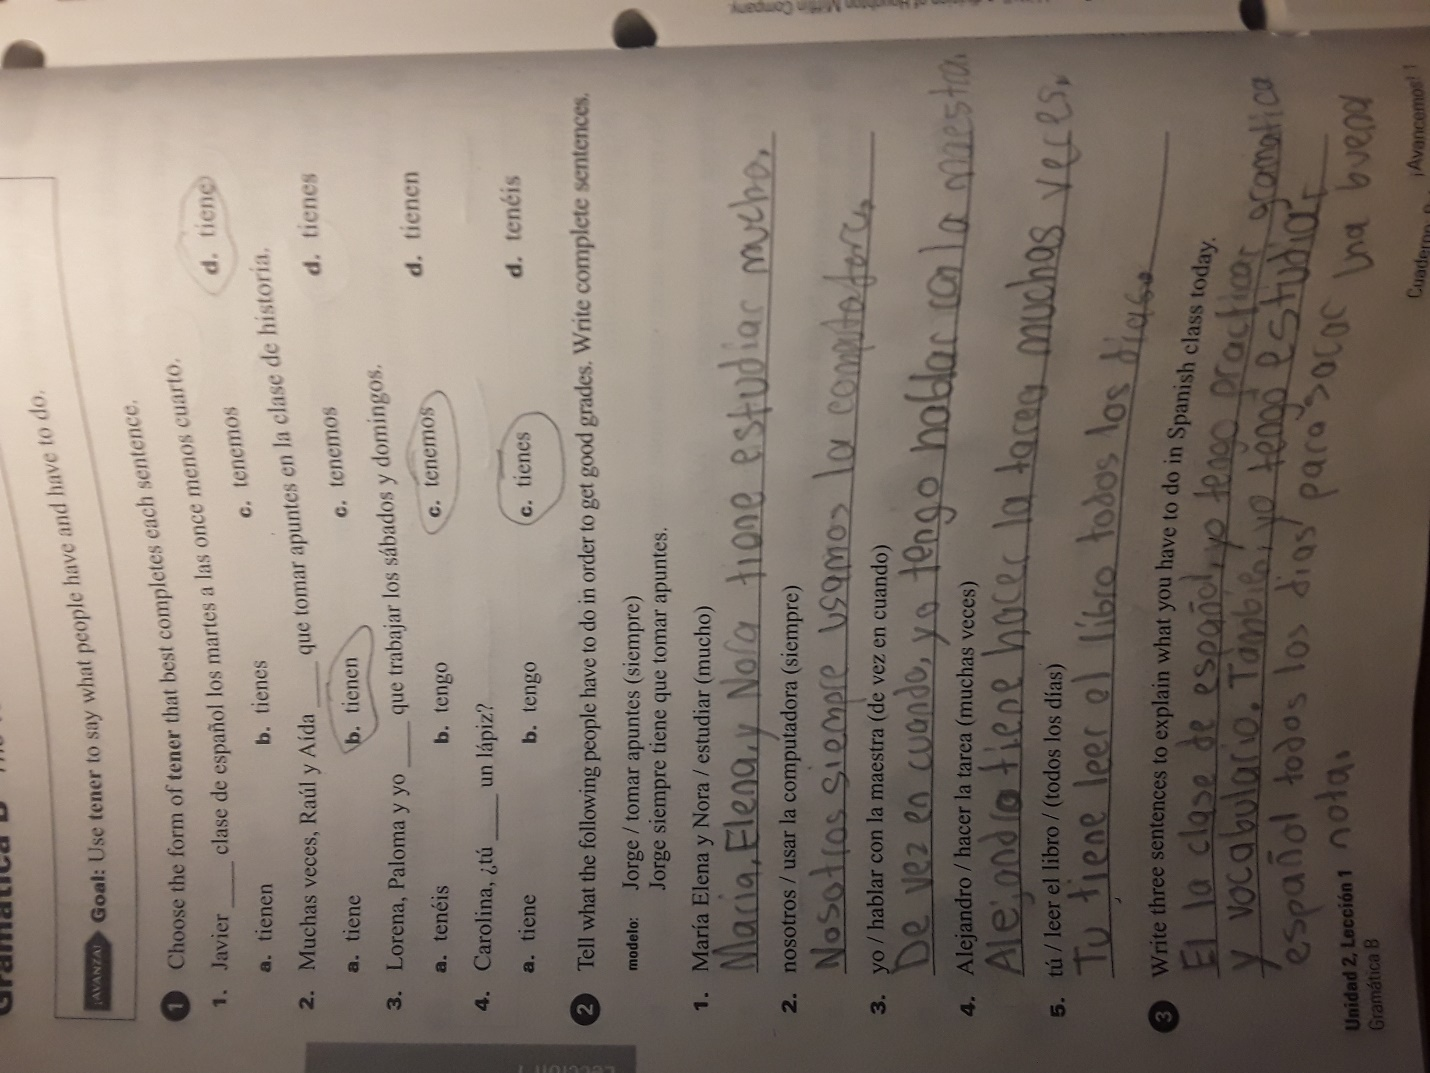 ¡AVANZA! Goal: Use tener to say what people have and have to do.
1 Choose the form of tener that best completes each sentence.
1. Javier ____ clase de español los martes a las once menos cuarto.
a. tienen b. tienes c. tenemos d. tiene
2. Muchas veces, Raúl y Aida ____ que tomar apuntes en la clase de historia.
a. tiene b. tienen c. tenemos d. tienes
3. Lorena, Paloma y yo ____ que trabajar los sábados y domingos.
a. tenéis b. tengo c. tenemos d. tienen
4. Carolina, ¿tú ____ un lápiz?
a. tiene b. tengo c. tienes d. tenéis
2 Tell what the following people have to do in order to get good grades. Write complete sentences.
modelo: Jorge / tomar apuntes (siempre)
Jorge siempre tiene que tomar apuntes.
1. María Elena y Nora / estudiar (mucho)
Maria, Elena, y Nora tione estudiar mucho.
2. nosotros / usar la computadora (siempre)
Nosotros siempre usamos la
3. yo / hablar con la maestra (de vez en cuando)
De vez en cuando, yo tengo hablar con la maestra.
4. Alejandro / hacer la tarea (muchas veces)
Alejandro tiene hacer la tarea muchas veces.
5. tú / leer el libro / (todos los días)
Tu tiene leer el libro todos los dias.
3 Write three sentences to explain what you have to do in Spanish class today.
El la clase de español, yo tengo practicar gramatica
y vocabulario. yo tengo estudiar
español todos los dias para sacar una buena
nota.
Unidad 2, Lección 1
Gramática B
¡Avancemos! 1